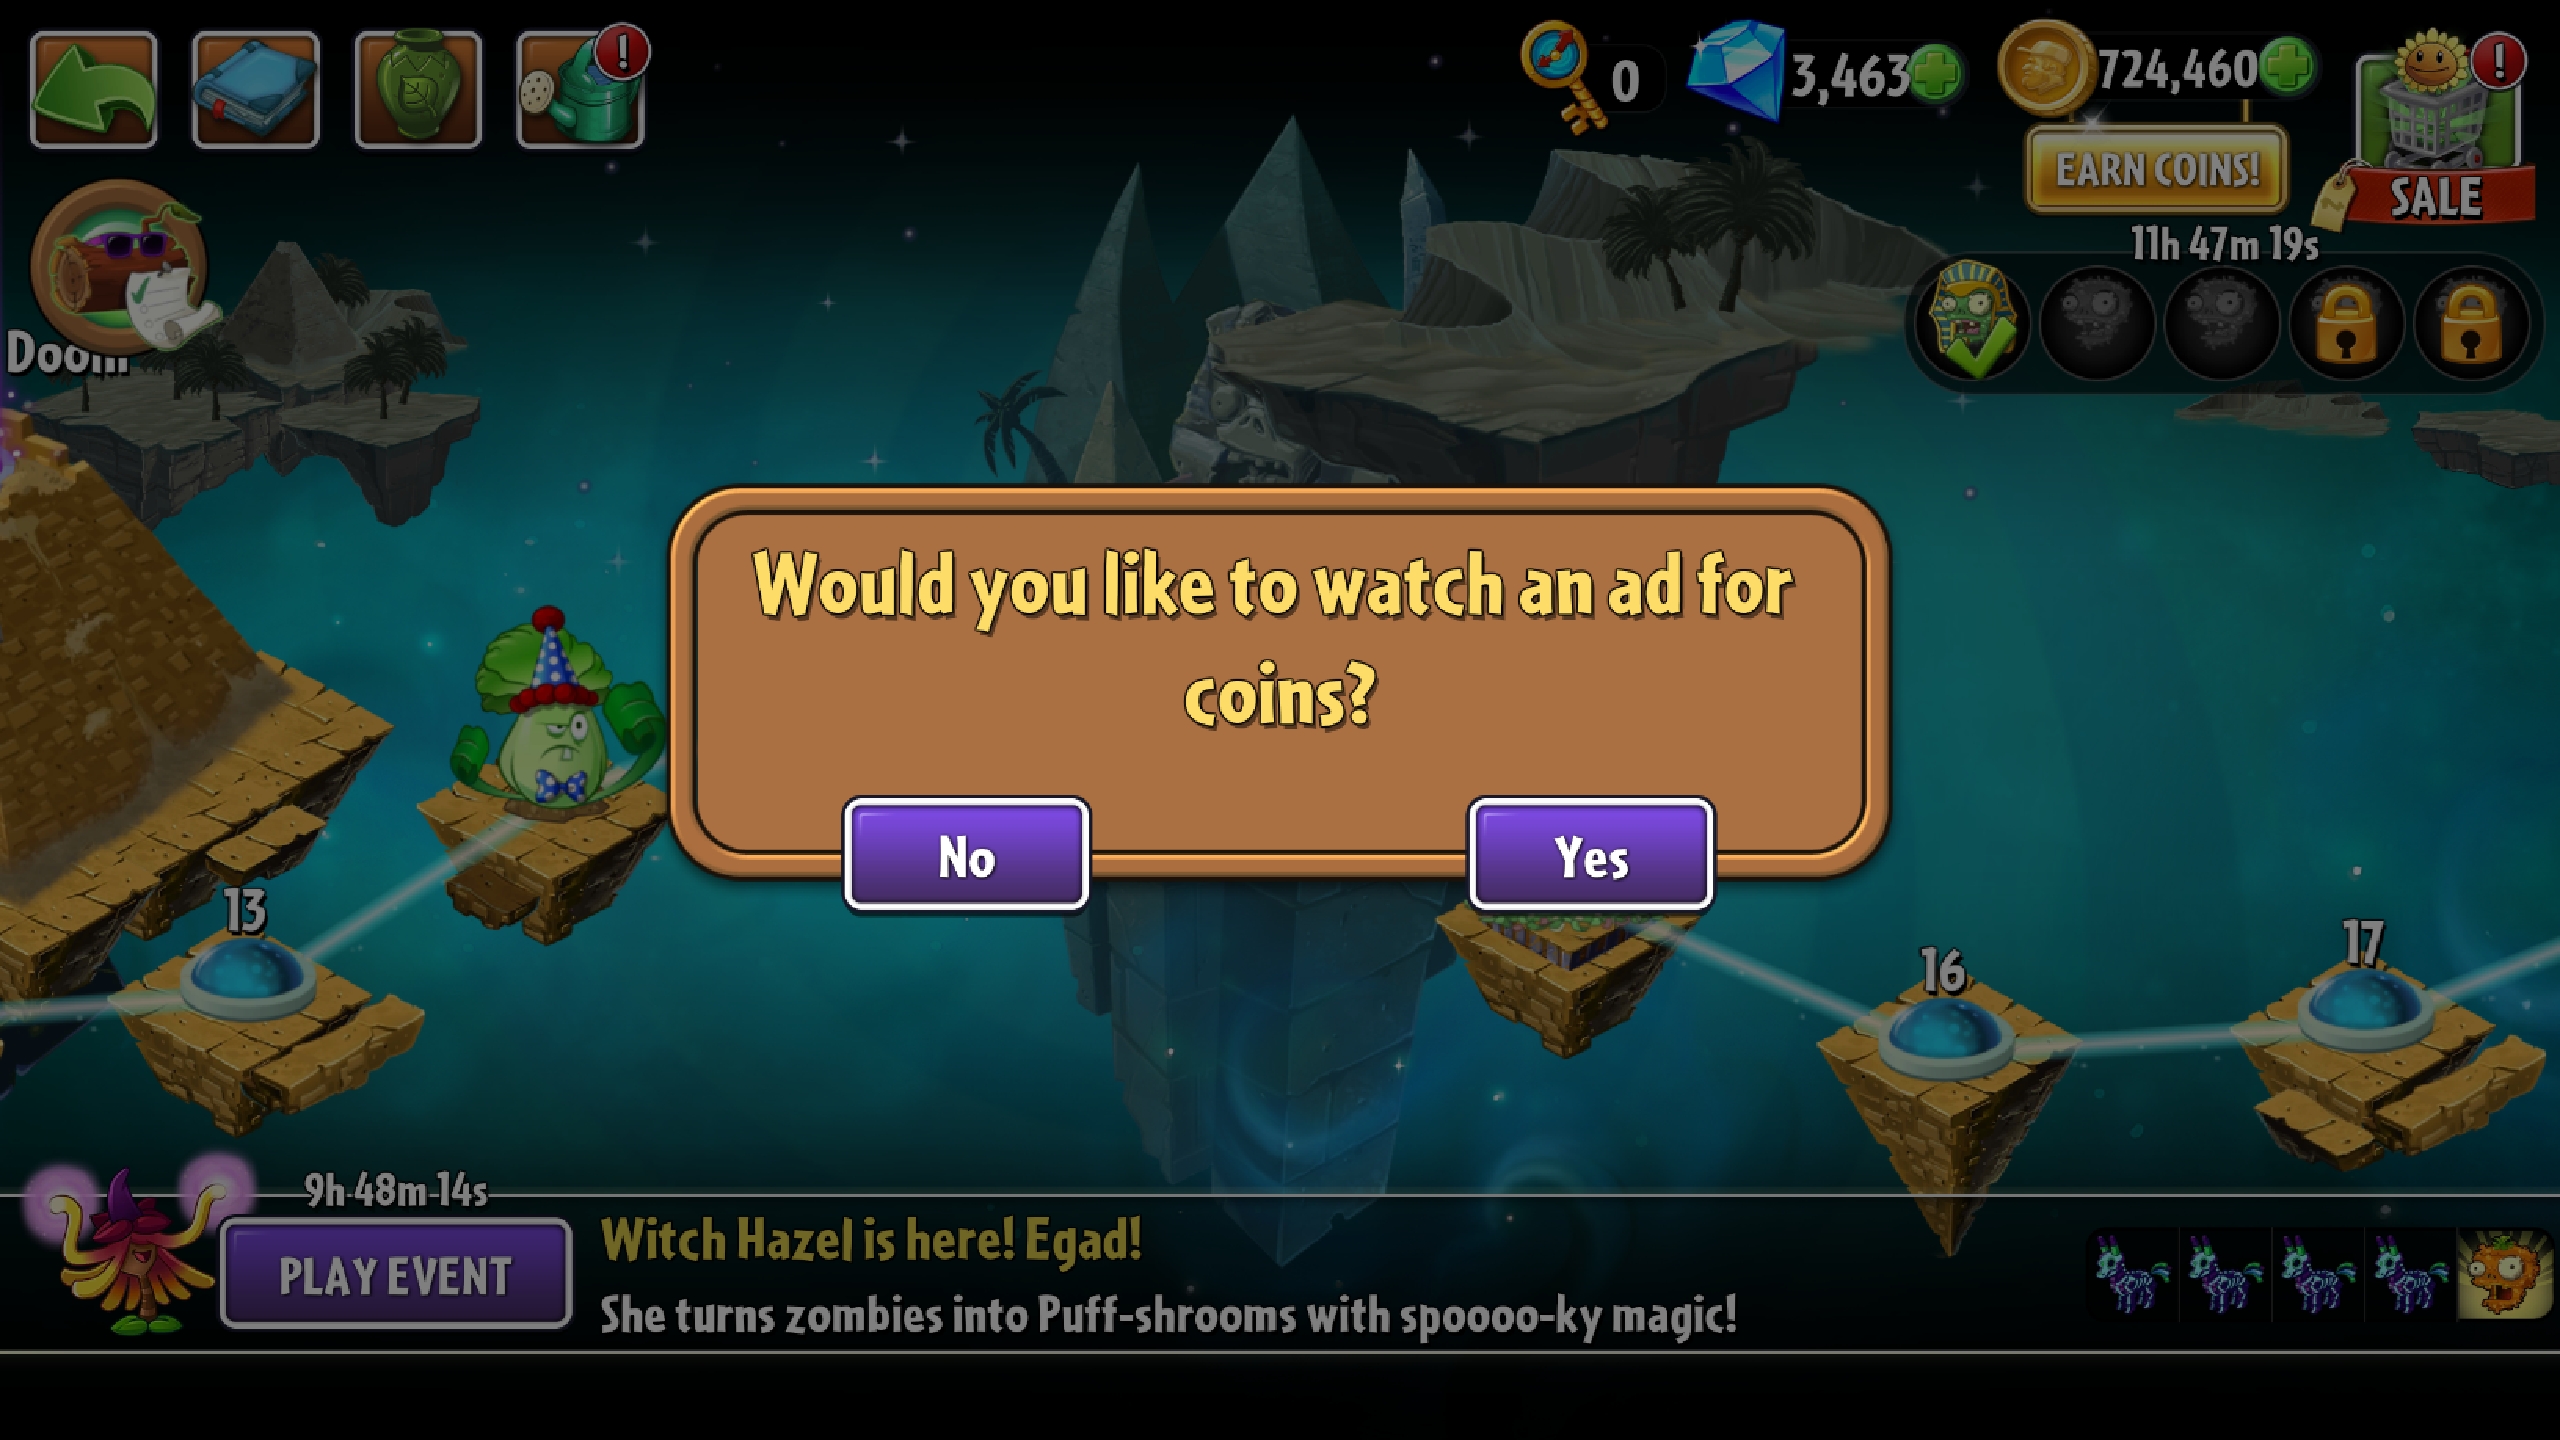 0
3,463
724,460
EARN COINS!
SALE
11h 47m 19s
Doom
Would you like to watch an ad for
coins?
No
Yes
13
16
17
9h 48m 14s
PLAY EVENT
Witch Hazel is here! Egad!
She turns zombies into Puff-shrooms with spoooo-ky magic!